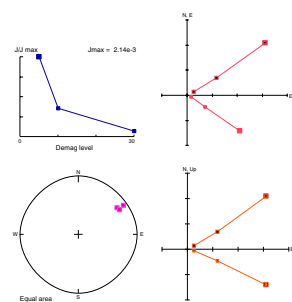 J/J max
Jmax = 2.14e-3
0
30
Demag level
N, E
E
N
W
E
S
Equal area
N, Up